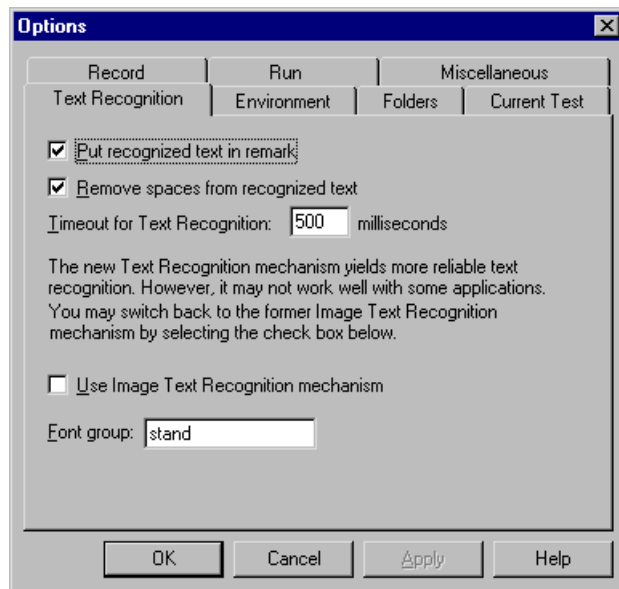 Options
Record Run Miscellaneous
Text Recognition Environment Folders Current Test
Put recognized text in remark
Remove spaces from recognized text
Timeout for Text Recognition: 500 milliseconds
The new Text Recognition mechanism yields more reliable text
recognition. However, it may not work well with some applications.
You may switch back to the former Image Text Recognition
mechanism by selecting the check box below.
Use Image Text Recognition mechanism
Font group: stand
OK Cancel Apply Help